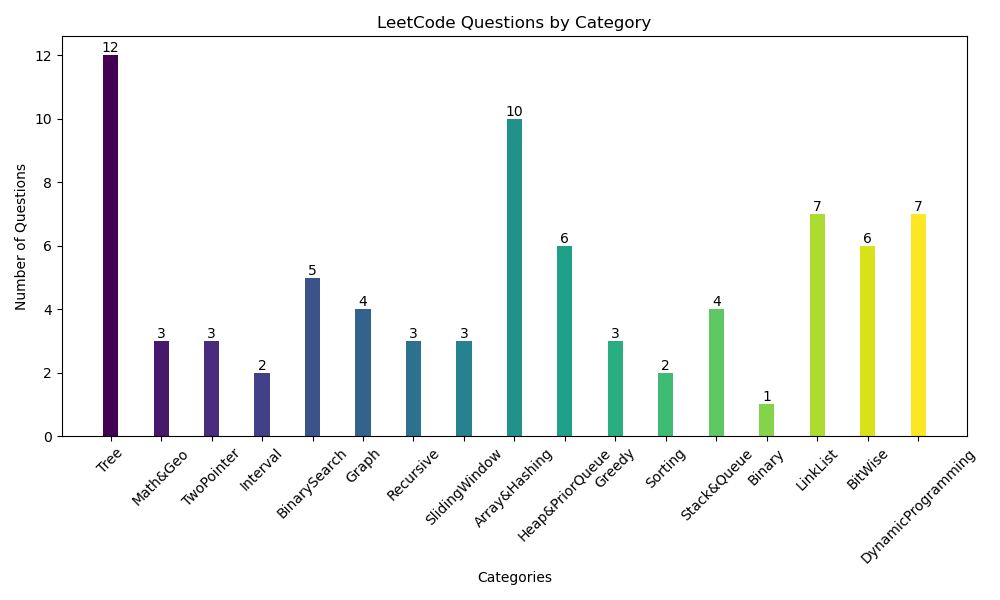 LeetCode Questions by Category
Number of Questions
12
10
8
6
4
2
0
12
3
3
2
5
4
3
3
10
6
3
2
4
1
7
6
7
Tree
Math&Geo
TwoPointer
Interval
BinarySearch
Graph
Recursive
SlidingWindow
Array&Hashing
Heap&PriorQueue
Greedy
Sorting
Stack&Queue
Binary
LinkList
BitWise
DynamicProgramming
Categories